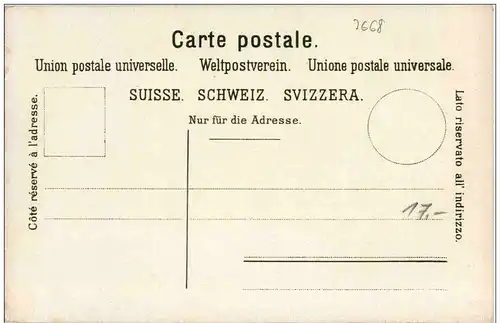 2668
Carte postale.
Union postale universelle. Weltpostverein. Unione postale universale.
SUISSE. SCHWEIZ. SVIZZERA.
Nur für die Adresse.
Côté réservé à l'adresse.
Lato riservato all' indirizzo.
17.-